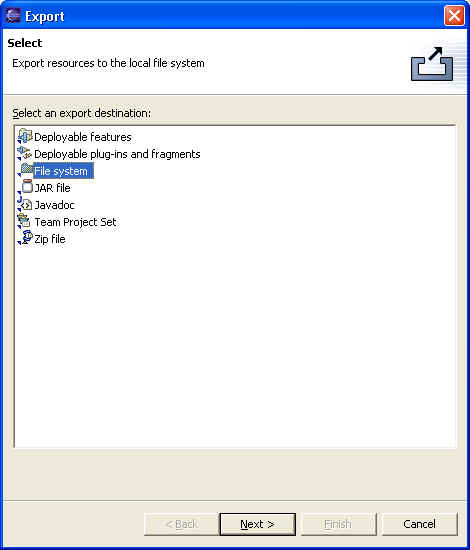 Export
Select
Export resources to the local file system
Select an export destination:
Deployable features
Deployable plug-ins and fragments
File system
JAR file
Javadoc
Team Project Set
Zip file
< Back Next > Finish Cancel